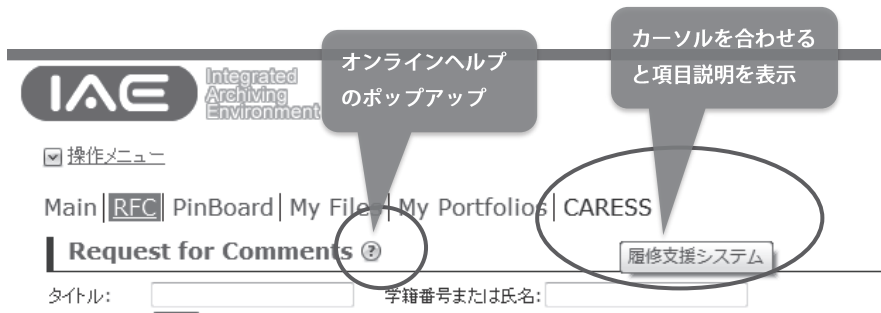 カーソルを合わせる
と項目説明を表示
オンラインヘルプ
のポップアップ
IAE
Integrated
Archiving
Environment
操作メニュー
Main RFC PinBoard My Files My Portfolios CARESS
Request for Comments ?
履修支援システム
タイトル: 学籍番号または氏名: